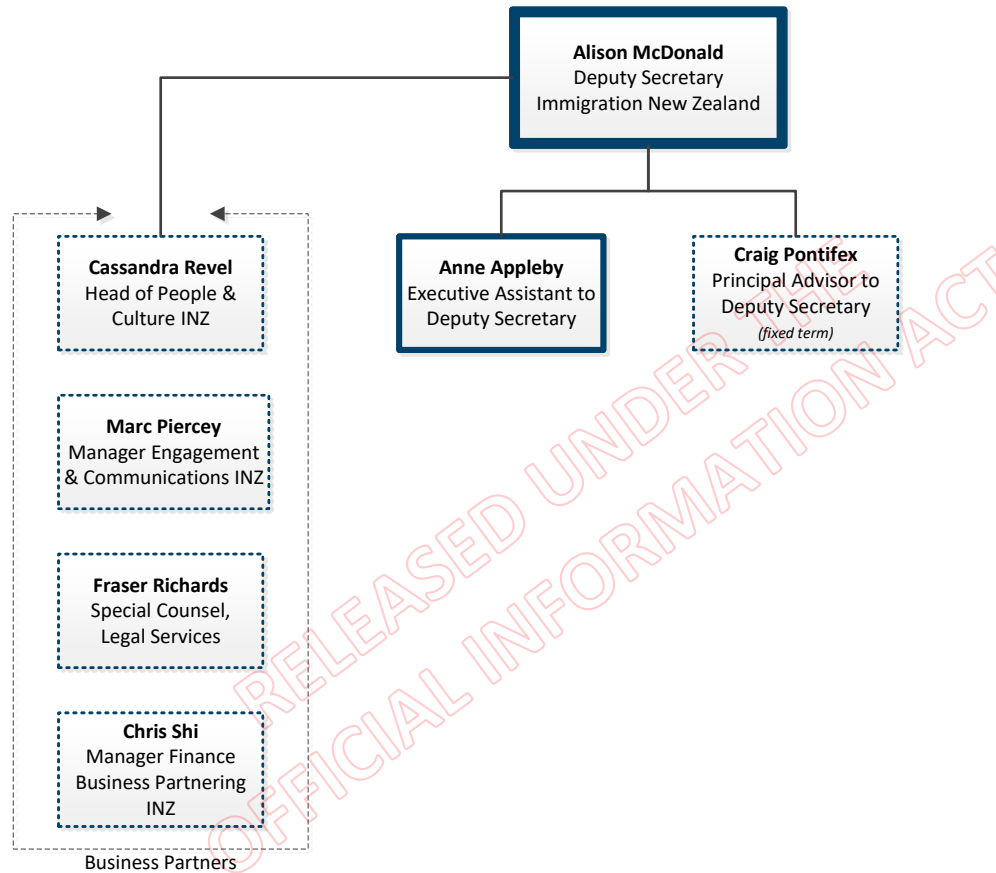 Alison McDonald
Deputy Secretary
Immigration New Zealand
Cassandra Revel
Head of People &
Culture INZ
Anne Appleby
Executive Assistant to
Deputy Secretary
Craig Pontifex
Principal Advisor to
Deputy Secretary
(fixed term)
Marc Piercey
Manager Engagement
& Communications INZ
Fraser Richards
Special Counsel,
Legal Services
Chris Shi
Manager Finance
Business Partnering
INZ
Business Partners
RELEASED UNDER THE
OFFICIAL INFORMATION ACT